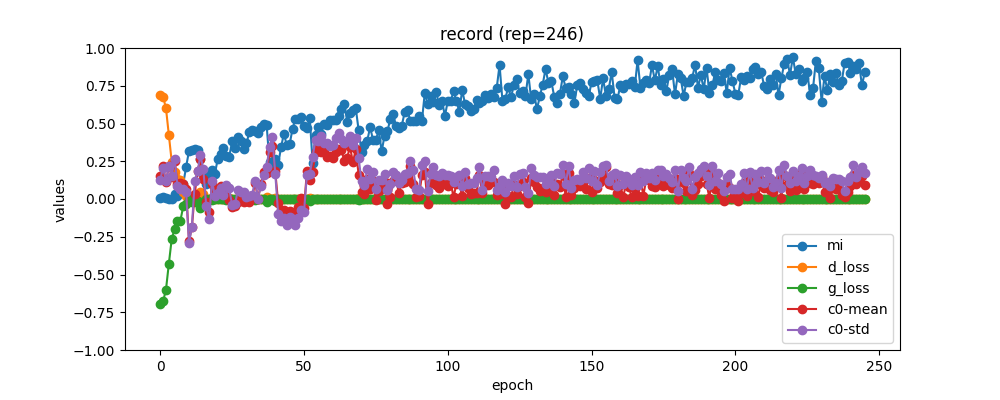 record (rep=246)
1.00
0.75
0.50
0.25
0.00
−0.25
−0.50
−0.75
−1.00
values
0
50
100
150
200
250
epoch
mi
d_loss
g_loss
c0-mean
c0-std